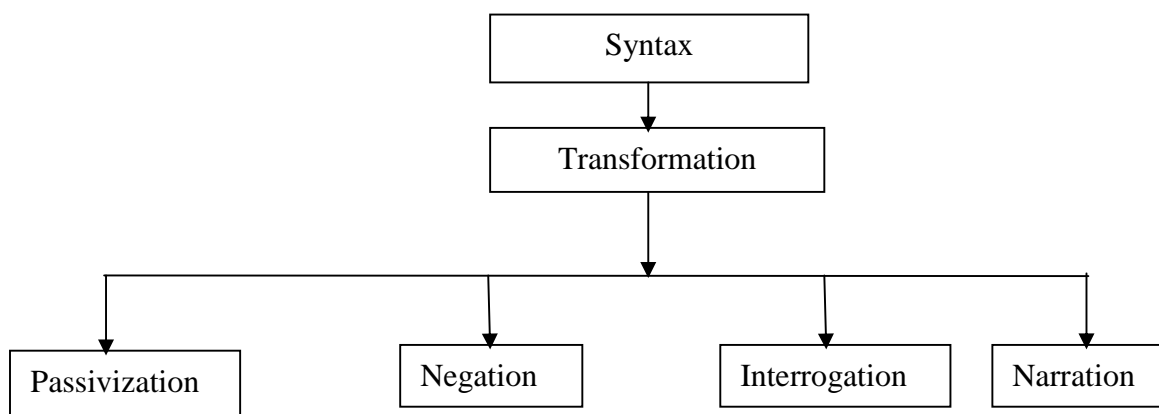 Syntax
Transformation
Passivization
Negation
Interrogation
Narration